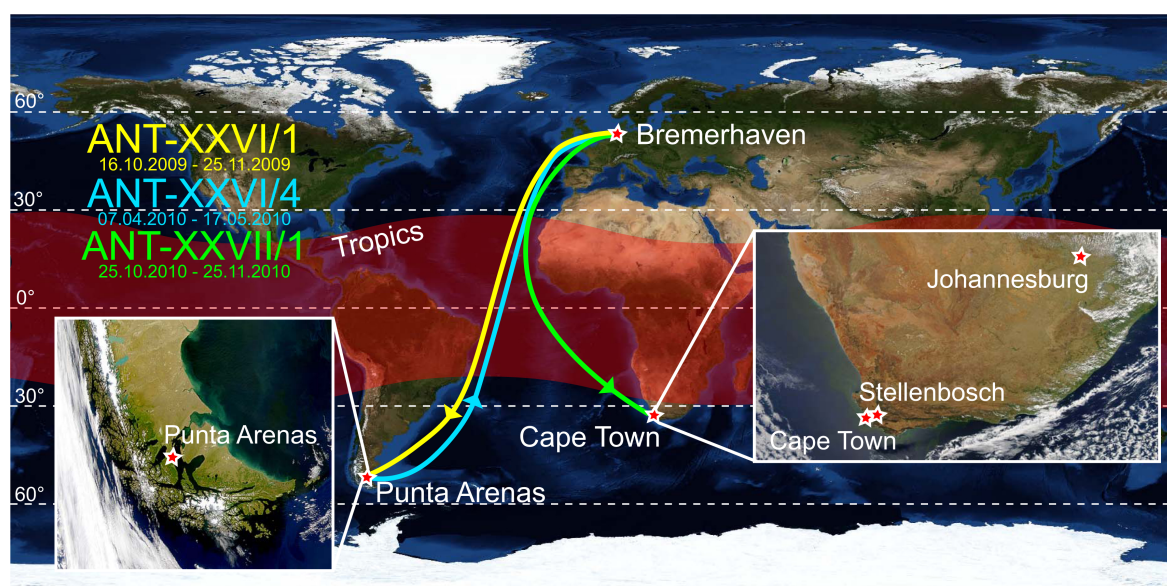 60°
ANT-XXVI/1
16.10.2009 - 25.11.2009
Bremerhaven
ANT-XXVI/4
07.04.2010 - 17.05.2010
30°
ANT-XXVII/1
25.10.2010 - 25.11.2010
Tropics
0°
Johannesburg
Stellenbosch
Cape Town
30°
Cape Town
Punta Arenas
Punta Arenas
60°